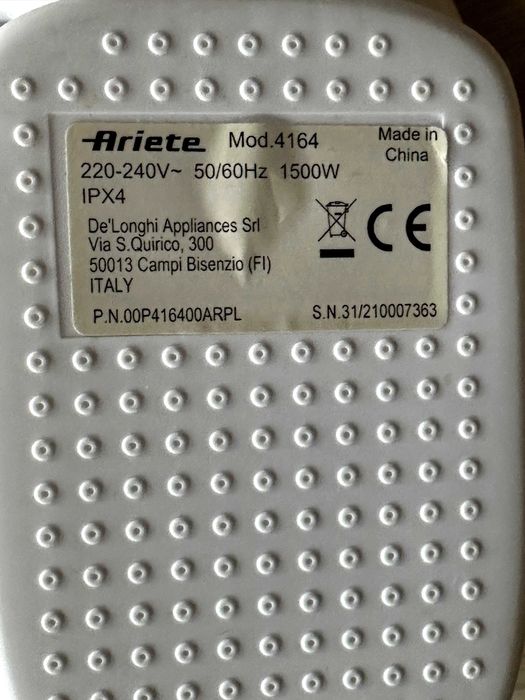 Ariete Mod.4164 Made in China
220-240V~ 50/60Hz 1500W
IPX4
De'Longhi Appliances Srl
Via S.Quirico, 300
50013 Campi Bisenzio (FI)
ITALY
CE
P.N.00P416400ARPL S.N.31/210007363